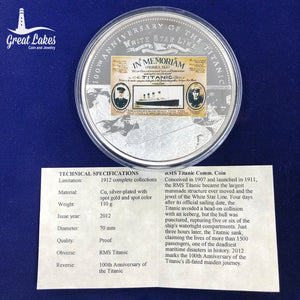 Great Lakes
Coin and Jewelry
100TH ANNIVERSARY OF THE TITANIC
WHITE STAR LINE
IN MEMORIAM
TITANIC
TECHNICAL SPECIFICATIONS
Limitation: 1912 complete collections
Material: Cu, silver-plated with
spot gold and spot color
Weight: 110 g
Issue year: 2012
Diameter: 70 mm
Quality: Proof
Obverse: RMS Titanic
Reverse: 100th Anniversary of
the Titanic
RMS Titanic Comm. Coin
Conceived in 1907 and launched in 1911,
the RMS Titanic became the largest
manmade structure ever moved and the
jewel of the White Star Line. Four days
after its official sailing date, the
Titanic avoided a head-on collision
with an iceberg, but the hull was
punctured, rupturing five or six of
the ship's watertight compartments. Just
three hours later, the Titanic sank,
claiming the lives of more than 1500
passengers, one of the deadliest
maritime disasters in history. 2012
marks the 100th anniversary of the
Titanic's ill-fated maiden journey.